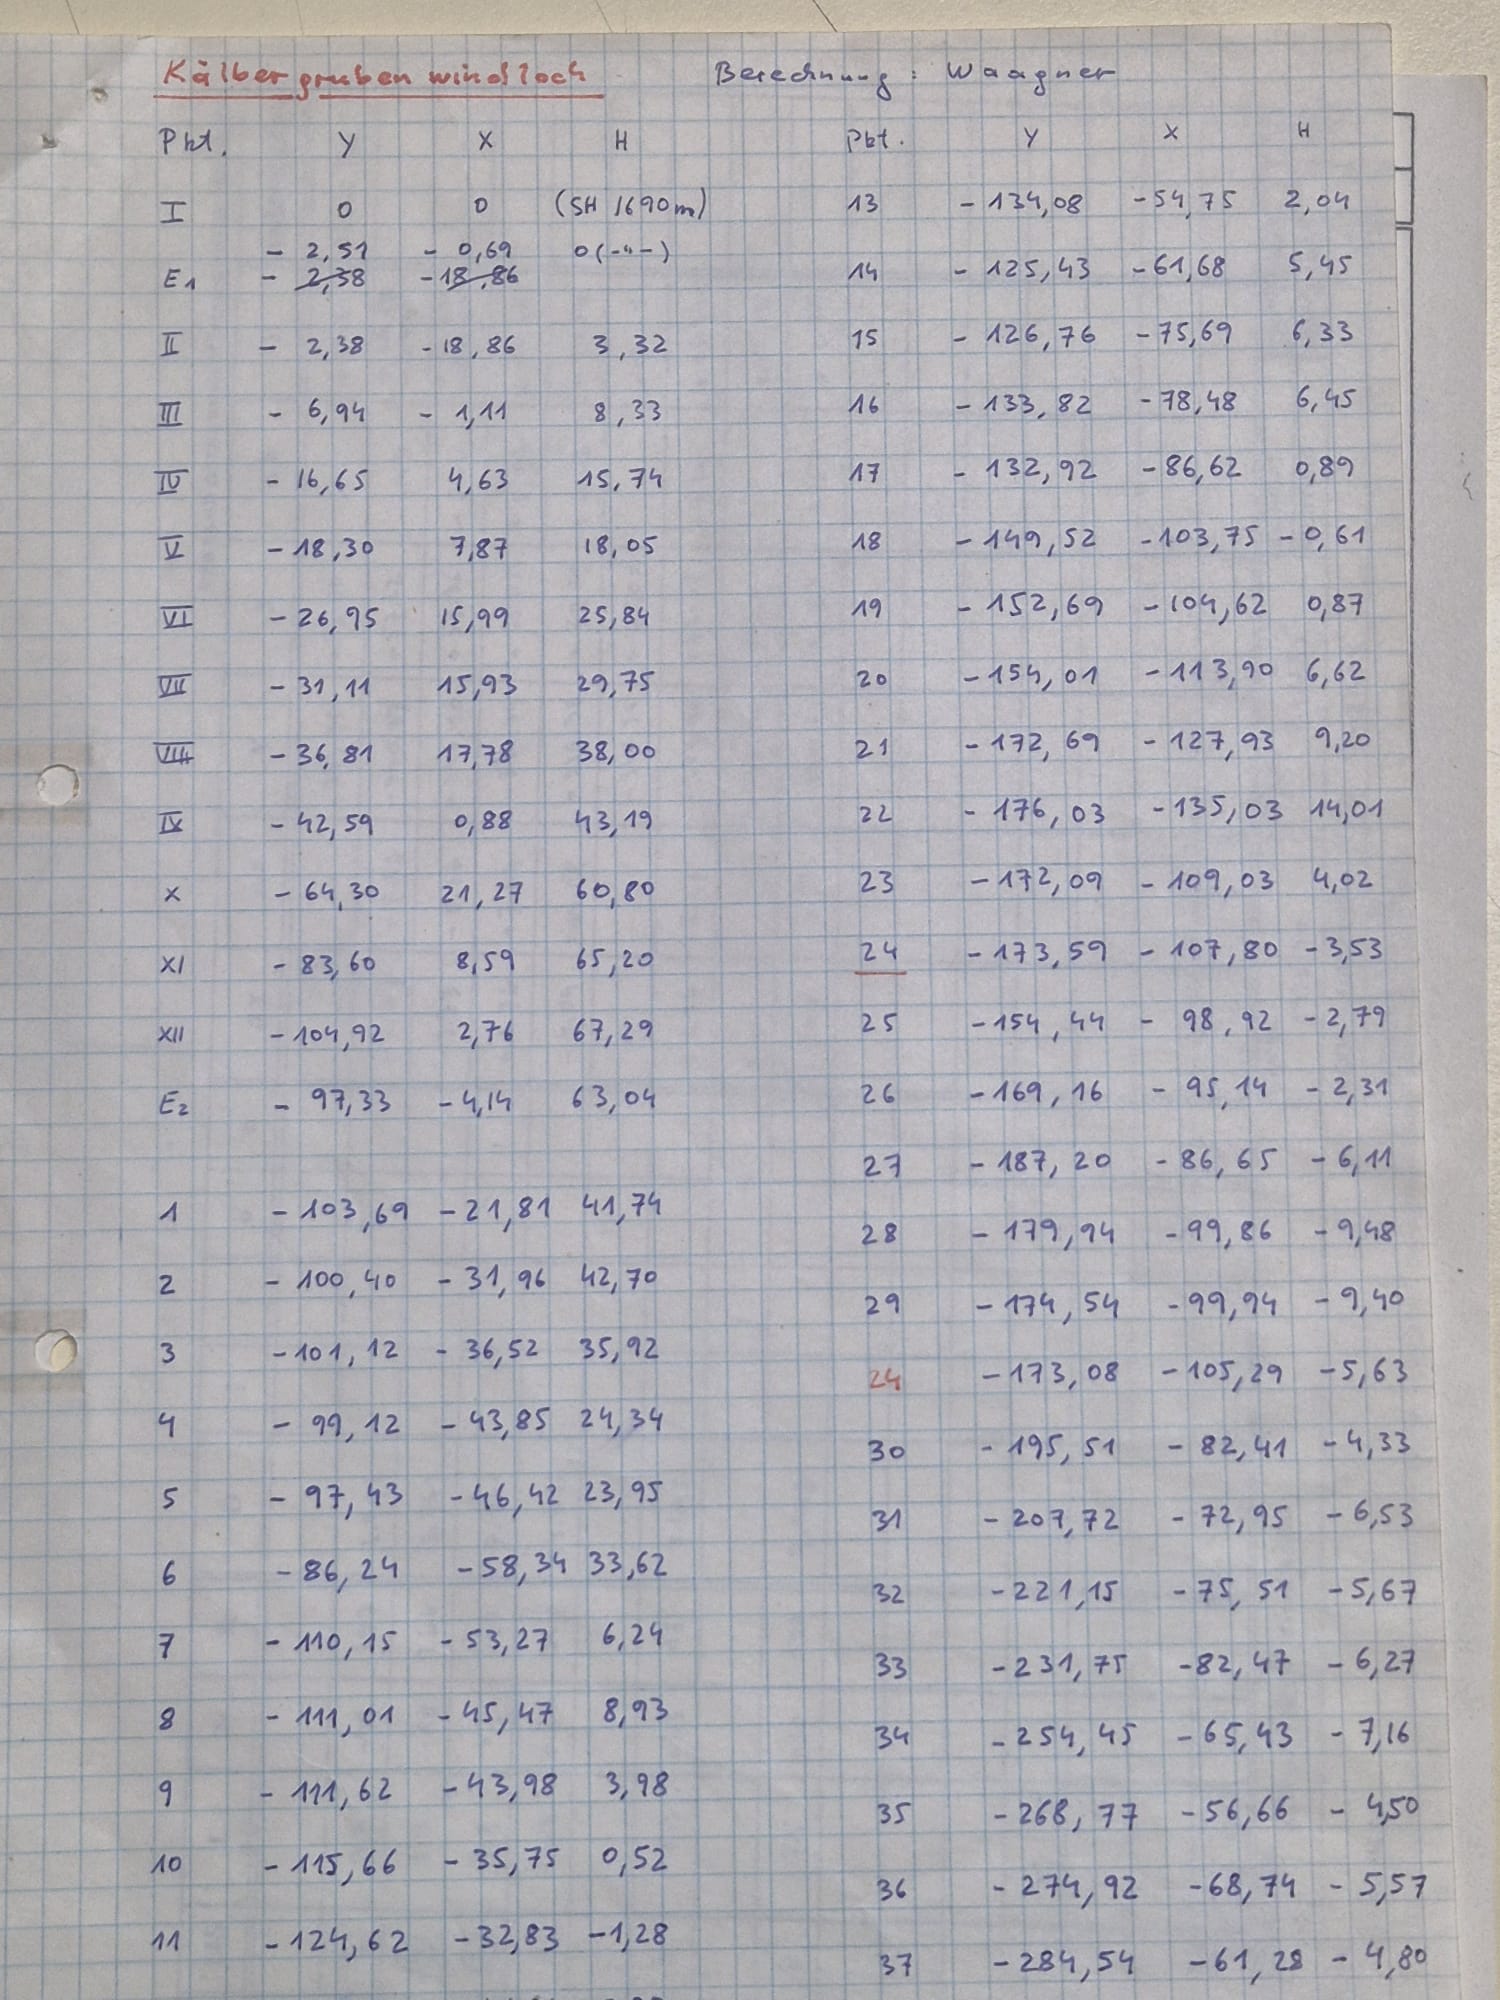 Kälbergrubenwindloch
Berechnung: Waagner
Pkt. Y X H
I 0 0 (SH 1690m)
- 2,51 - 0,69 0 (-"-)
E1 - 2,38 - 18,86
II - 2,38 - 18,86 3,32
III - 6,94 - 1,11 8,33
IV - 16,65 4,63 15,74
V - 18,30 7,87 18,05
VI - 26,95 15,99 25,84
VII - 31,11 15,93 29,75
VIII - 36,81 17,78 38,00
IX - 42,59 0,88 43,19
X - 64,30 21,27 60,80
XI - 83,60 8,59 65,20
XII - 104,92 2,76 67,29
E2 - 97,33 - 4,14 63,04
1 - 103,69 - 21,81 41,74
2 - 100,40 - 31,96 42,70
3 - 101,12 - 36,52 35,92
4 - 99,12 - 43,85 24,34
5 - 97,43 - 46,42 23,95
6 - 86,24 - 58,34 33,62
7 - 110,15 - 53,27 6,24
8 - 111,01 - 45,47 8,93
9 - 111,62 - 43,98 3,98
10 - 115,66 - 35,75 0,52
11 - 124,62 - 32,83 - 1,28
Pkt. Y X H
13 - 134,08 - 54,75 2,04
14 - 125,43 - 61,68 5,45
15 - 126,76 - 75,69 6,33
16 - 133,82 - 78,48 6,45
17 - 132,92 - 86,62 0,89
18 - 149,52 - 103,75 - 0,61
19 - 152,69 - 104,62 0,87
20 - 154,01 - 113,90 6,62
21 - 172,69 - 127,93 9,20
22 - 176,03 - 135,03 14,01
23 - 172,09 - 109,03 4,02
24 - 173,59 - 107,80 - 3,53
25 - 154,44 - 98,92 - 2,79
26 - 169,16 - 95,14 - 2,31
27 - 187,20 - 86,65 - 6,11
28 - 179,94 - 99,86 - 9,48
29 - 174,54 - 99,94 - 9,40
24 - 173,08 - 105,29 - 5,63
30 - 195,51 - 82,41 - 4,33
31 - 207,72 - 72,95 - 6,53
32 - 221,15 - 75,51 - 5,67
33 - 231,75 - 82,47 - 6,27
34 - 254,45 - 65,43 - 7,16
35 - 268,77 - 56,66 - 4,50
36 - 274,92 - 68,74 - 5,57
37 - 284,54 - 61,28 - 4,80